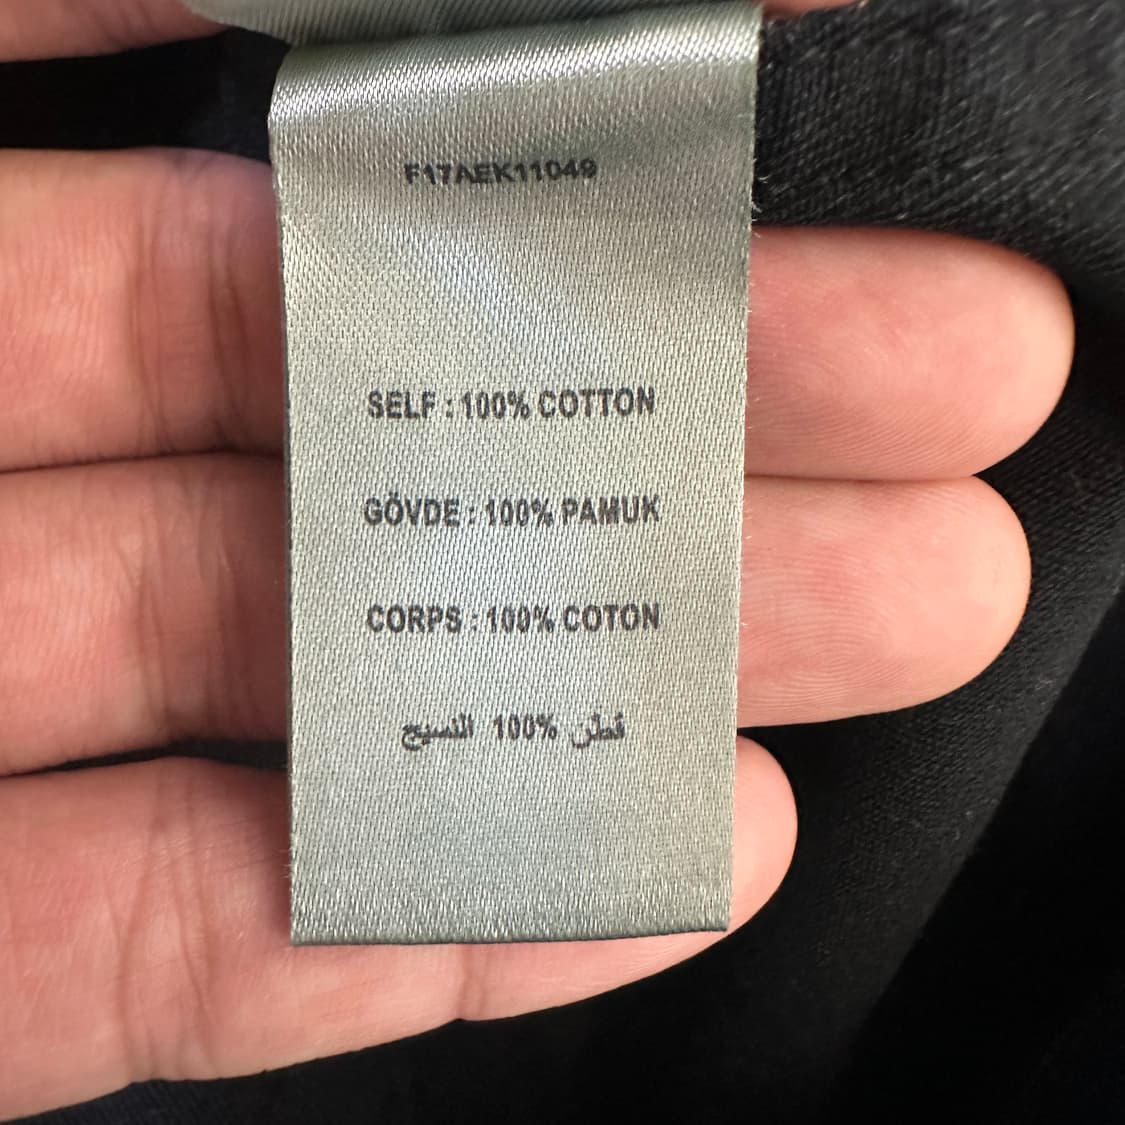 F17AEK11049
SELF : 100% COTTON
GÖVDE : 100% PAMUK
CORPS : 100% COTON
قطن 100% النسيج